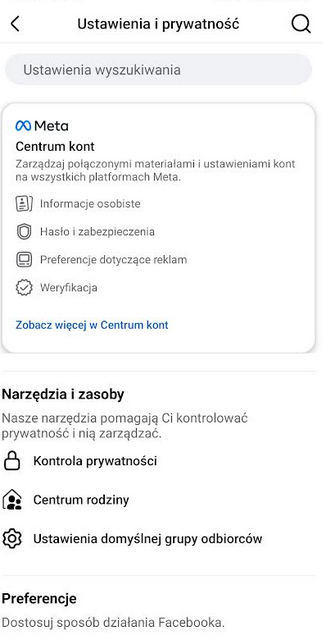 Ustawienia i prywatność
Ustawienia wyszukiwania
Meta
Centrum kont
Zarządzaj połączonymi materiałami i ustawieniami kont
na wszystkich platformach Meta.
Informacje osobiste
Hasło i zabezpieczenia
Preferencje dotyczące reklam
Weryfikacja
Zobacz więcej w Centrum kont
Narzędzia i zasoby
Nasze narzędzia pomagają Ci kontrolować
prywatność i nią zarządzać.
Kontrola prywatności
Centrum rodziny
Ustawienia domyślnej grupy odbiorców
Preferencje
Dostosuj sposób działania Facebooka.